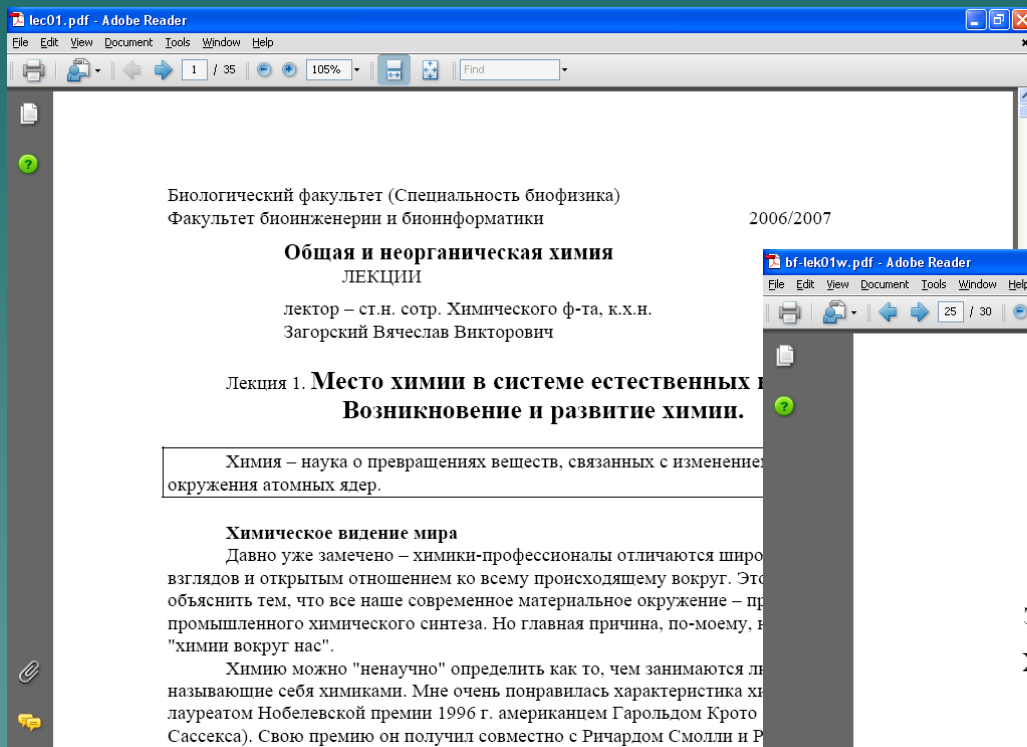 lec01.pdf - Adobe Reader
File Edit View Document Tools Window Help
1 / 35 105% Find
Биологический факультет (Специальность биофизика)
Факультет биоинженерии и биоинформатики 2006/2007
Общая и неорганическая химия
ЛЕКЦИИ
лектор – ст.н. сотр. Химического ф-та, к.х.н.
Загорский Вячеслав Викторович
Лекция 1. Место химии в системе естественных
Возникновение и развитие химии.
Химия – наука о превращениях веществ, связанных с изменением
окружения атомных ядер.
Химическое видение мира
Давно уже замечено – химики-профессионалы отличаются широ
взглядов и открытым отношением ко всему происходящему вокруг. Это
объяснить тем, что все наше современное материальное окружение – пр
промышленного химического синтеза. Но главная причина, по-моему, н
"химии вокруг нас".
Химию можно "ненаучно" определить как то, чем занимаются лю
называющие себя химиками. Мне очень понравилась характеристика хи
лауреатом Нобелевской премии 1996 г. американцем Гарольдом Крото
Сассекса). Свою премию он получил совместно с Ричардом Смолли и Р
bf-lek01w.pdf - Adobe Reader
File Edit View Document Tools Window Help
25 / 30